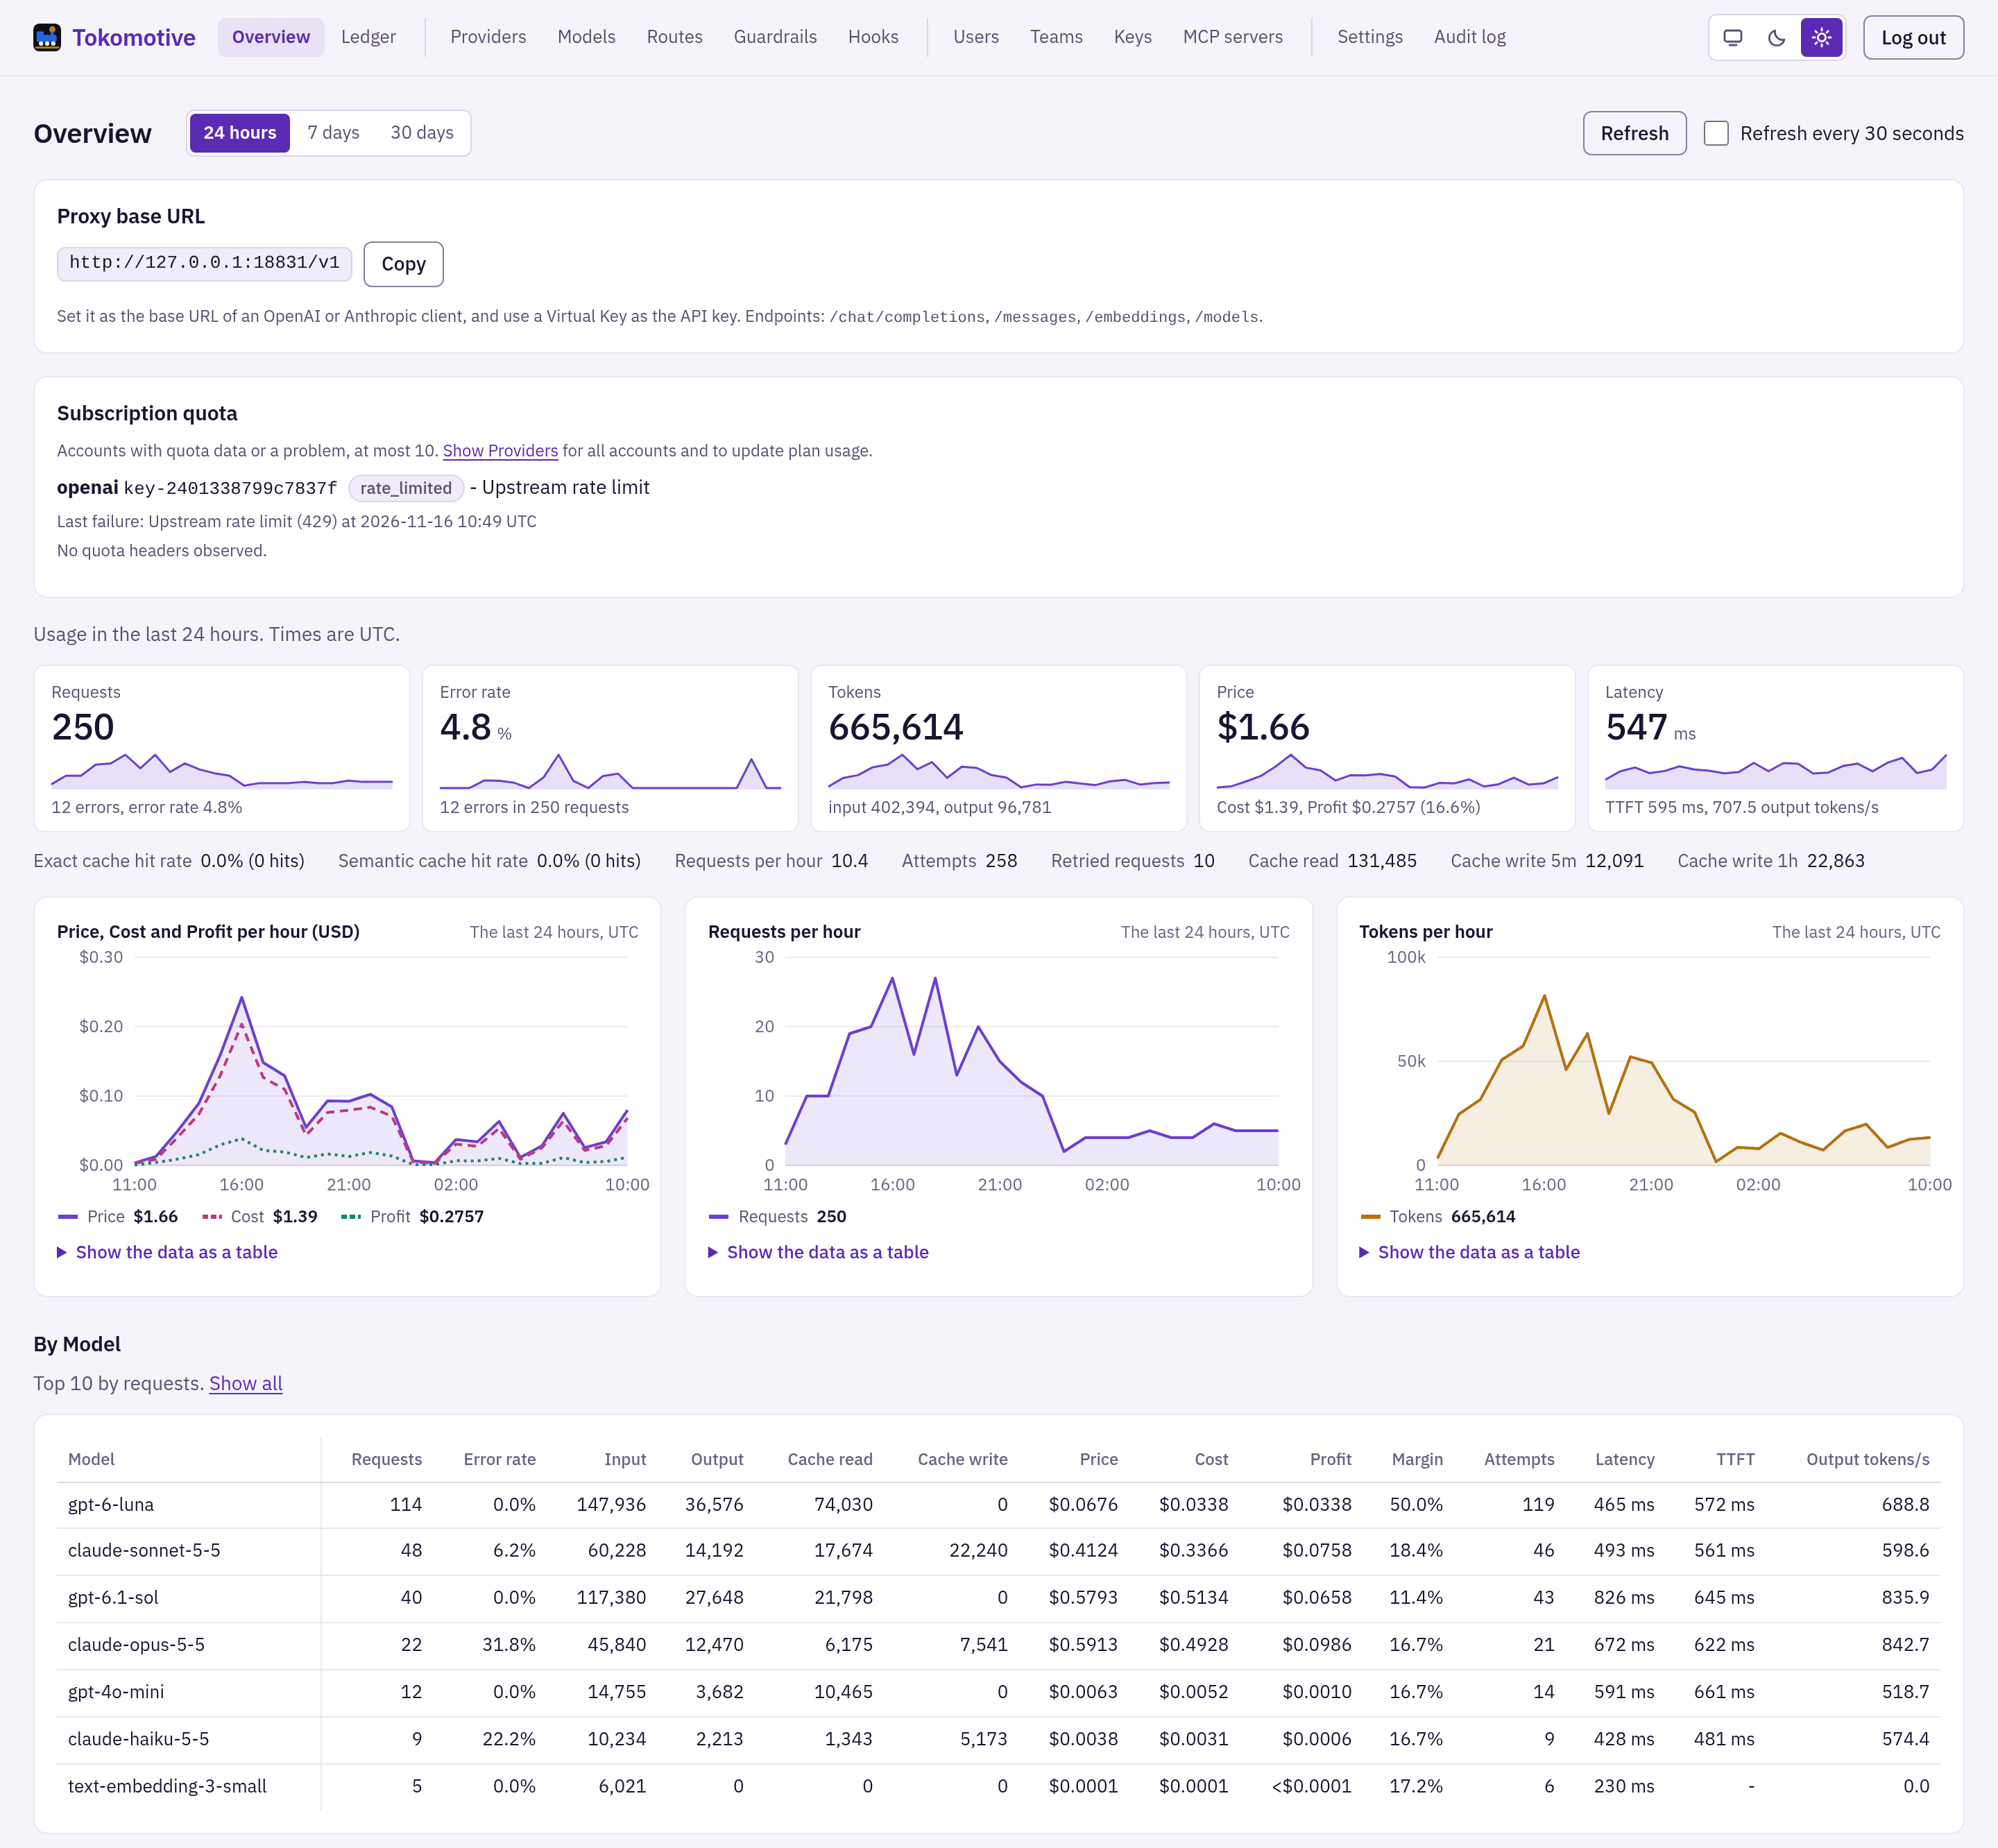 Tokomotive Overview Ledger Providers Models Routes Guardrails Hooks Users Teams Keys MCP servers Settings Audit log Log out
Overview 24 hours 7 days 30 days Refresh Refresh every 30 seconds
Proxy base URL
http://127.0.0.1:18831/v1 Copy
Set it as the base URL of an OpenAI or Anthropic client, and use a Virtual Key as the API key. Endpoints: /chat/completions, /messages, /embeddings, /models.
Subscription quota
Accounts with quota data or a problem, at most 10. Show Providers for all accounts and to update plan usage.
openai key-2401338799c7837f rate_limited - Upstream rate limit
Last failure: Upstream rate limit (429) at 2026-11-16 10:49 UTC
No quota headers observed.
Usage in the last 24 hours. Times are UTC.
Requests
250
12 errors, error rate 4.8%
Error rate
4.8 %
12 errors in 250 requests
Tokens
665,614
input 402,394, output 96,781
Price
$1.66
Cost $1.39, Profit $0.2757 (16.6%)
Latency
547 ms
TTFT 595 ms, 707.5 output tokens/s
Exact cache hit rate 0.0% (0 hits) Semantic cache hit rate 0.0% (0 hits) Requests per hour 10.4 Attempts 258 Retried requests 10 Cache read 131,485 Cache write 5m 12,091 Cache write 1h 22,863
Price, Cost and Profit per hour (USD) The last 24 hours, UTC
$0.30
$0.20
$0.10
$0.00
11:00 16:00 21:00 02:00 10:00
Price $1.66 Cost $1.39 Profit $0.2757
Show the data as a table
Requests per hour The last 24 hours, UTC
30
20
10
0
11:00 16:00 21:00 02:00 10:00
Requests 250
Show the data as a table
Tokens per hour The last 24 hours, UTC
100k
50k
0
11:00 16:00 21:00 02:00 10:00
Tokens 665,614
Show the data as a table
By Model
Top 10 by requests. Show all
Model Requests Error rate Input Output Cache read Cache write Price Cost Profit Margin Attempts Latency TTFT Output tokens/s
gpt-6-luna 114 0.0% 147,936 36,576 74,030 0 $0.0676 $0.0338 $0.0338 50.0% 119 465 ms 572 ms 688.8
claude-sonnet-5-5 48 6.2% 60,228 14,192 17,674 22,240 $0.4124 $0.3366 $0.0758 18.4% 46 493 ms 561 ms 598.6
gpt-6.1-sol 40 0.0% 117,380 27,648 21,798 0 $0.5793 $0.5134 $0.0658 11.4% 43 826 ms 645 ms 835.9
claude-opus-5-5 22 31.8% 45,840 12,470 6,175 7,541 $0.5913 $0.4928 $0.0986 16.7% 21 672 ms 622 ms 842.7
gpt-4o-mini 12 0.0% 14,755 3,682 10,465 0 $0.0063 $0.0052 $0.0010 16.7% 14 591 ms 661 ms 518.7
claude-haiku-5-5 9 22.2% 10,234 2,213 1,343 5,173 $0.0038 $0.0031 $0.0006 16.7% 9 428 ms 481 ms 574.4
text-embedding-3-small 5 0.0% 6,021 0 0 0 $0.0001 $0.0001 <$0.0001 17.2% 6 230 ms - 0.0